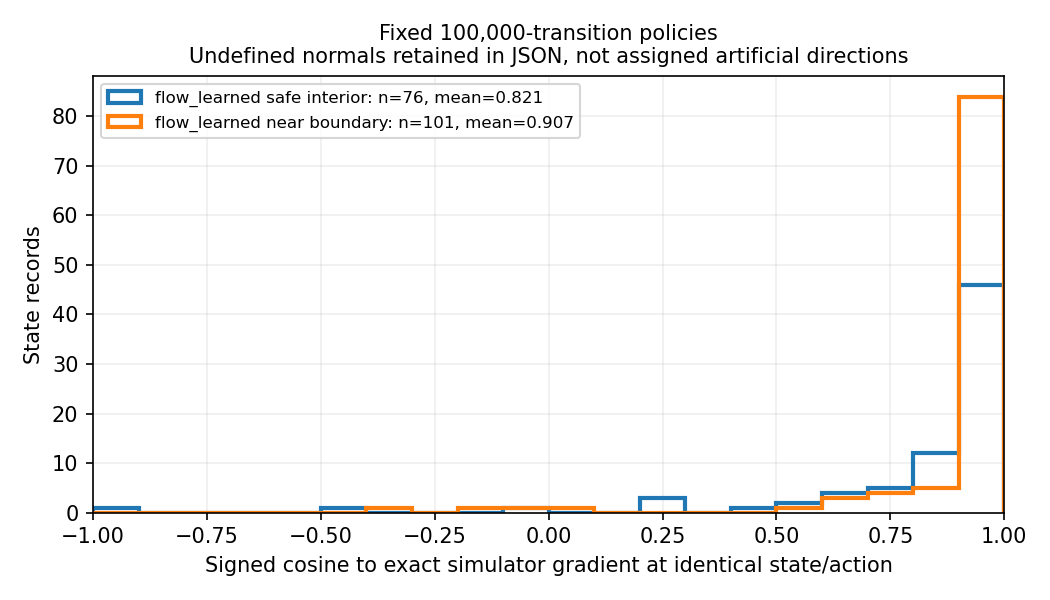 Fixed 100,000-transition policies
Undefined normals retained in JSON, not assigned artificial directions
flow_learned safe interior: n=76, mean=0.821
flow_learned near boundary: n=101, mean=0.907
State records
80
70
60
50
40
30
20
10
0
−1.00 −0.75 −0.50 −0.25 0.00 0.25 0.50 0.75 1.00
Signed cosine to exact simulator gradient at identical state/action